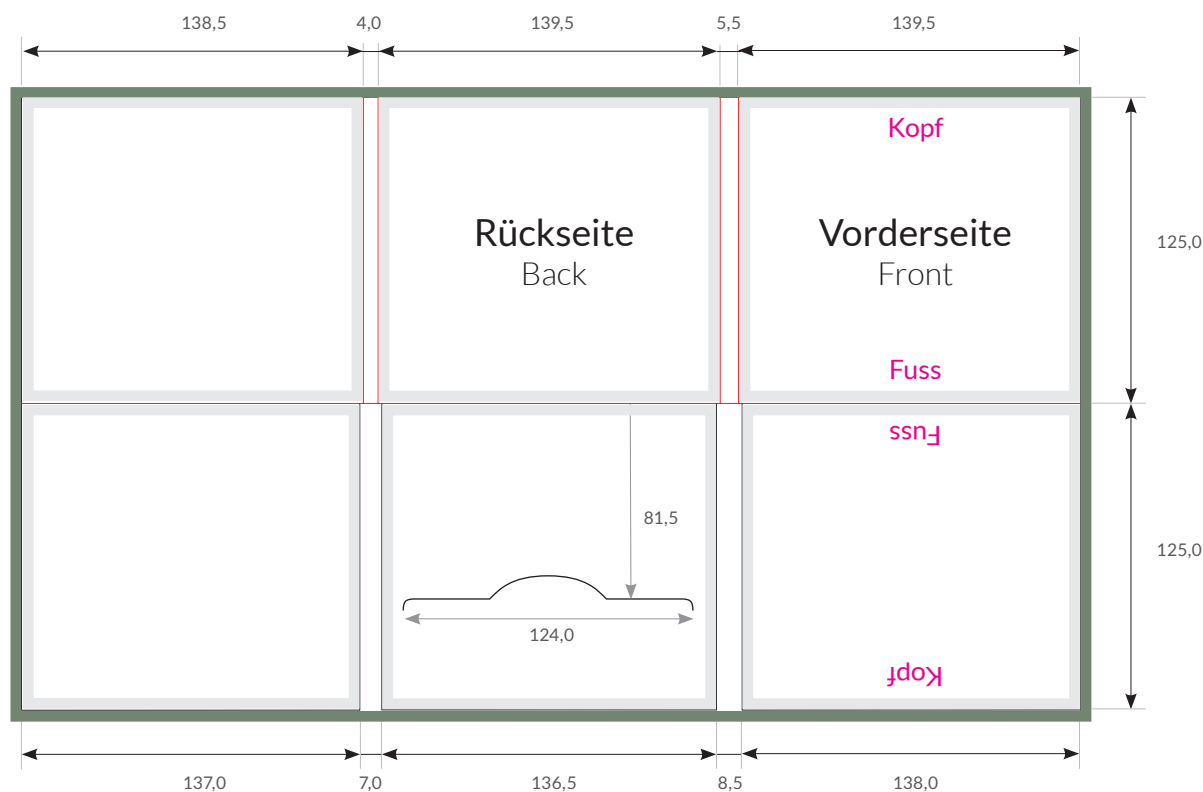 138,5 4,0 139,5 5,5 139,5
Kopf
Rückseite
Back
Vorderseite
Front
125,0
Fuss
Fuss
81,5
124,0
125,0
Kopf
137,0 7,0 136,5 8,5 138,0